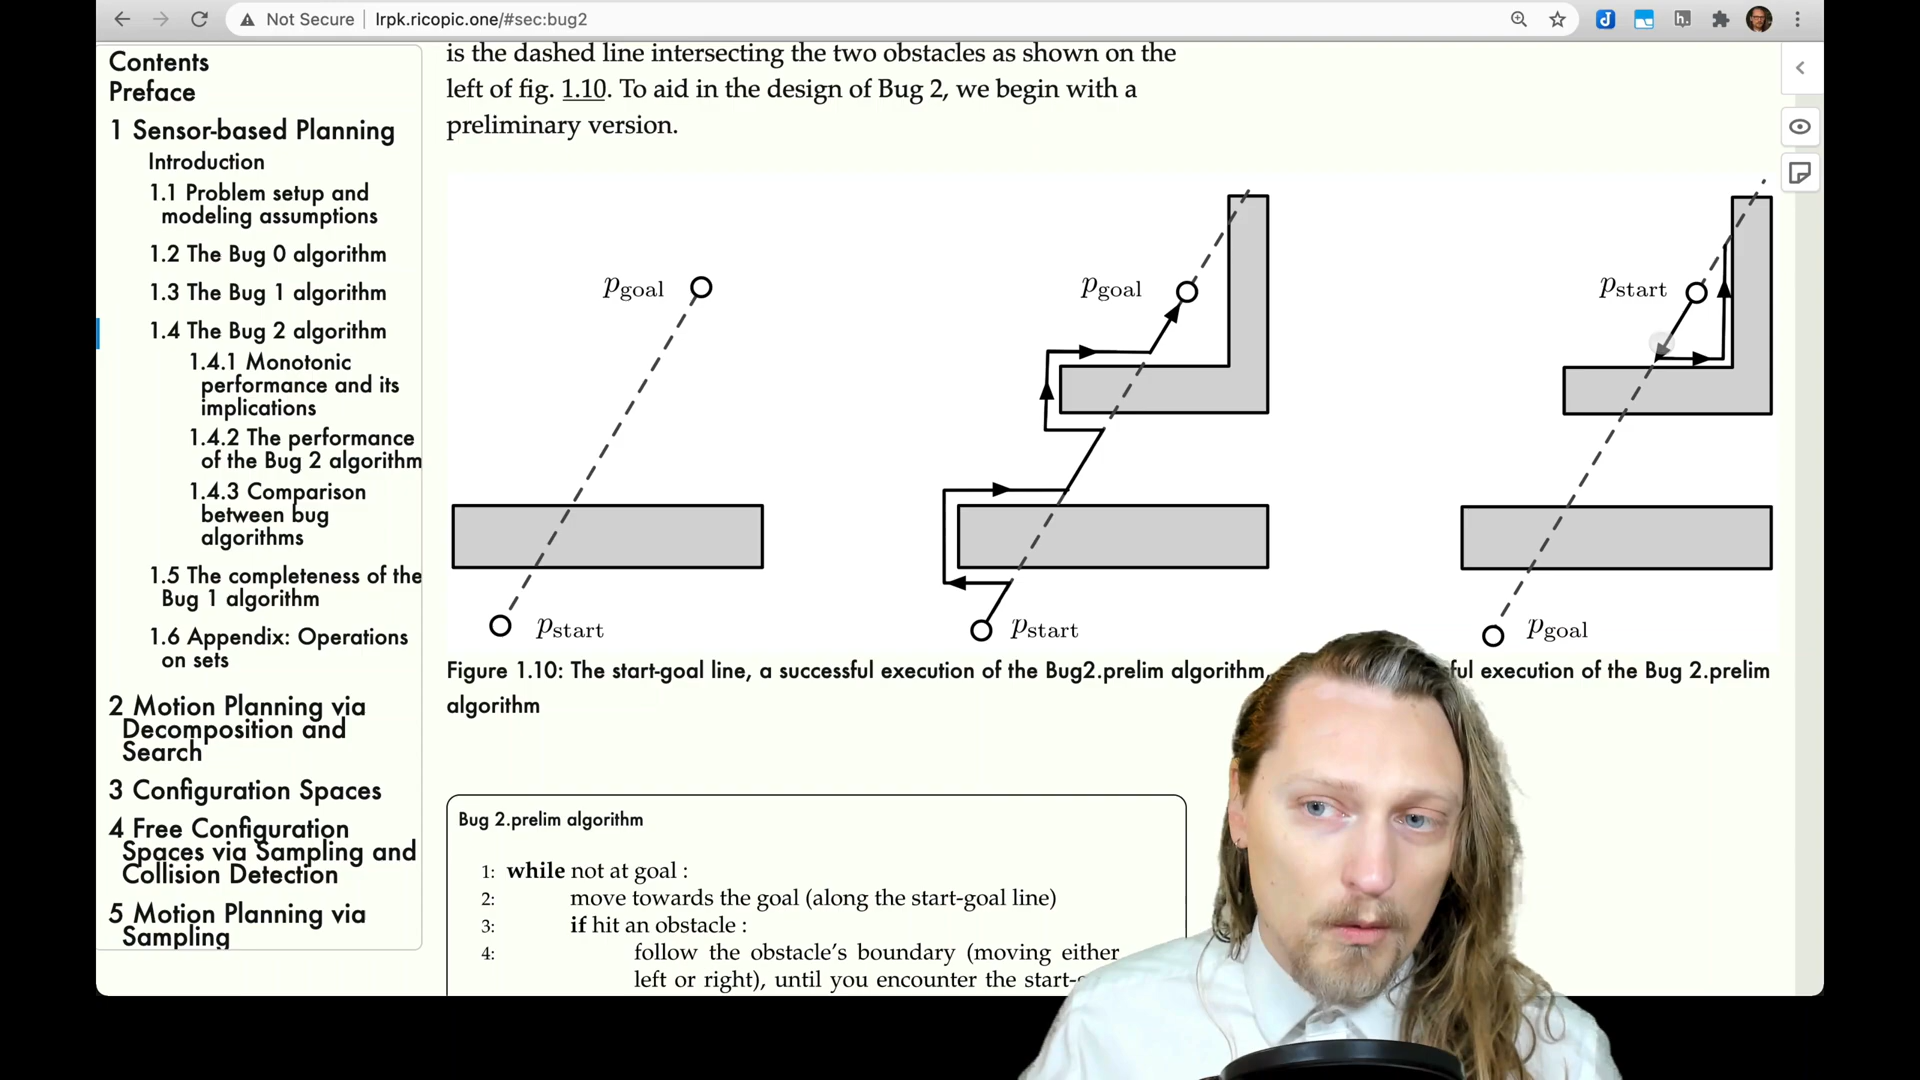 Not Secure | lrpk.ricopic.one/#sec:bug2
Contents
Preface
1 Sensor-based Planning
Introduction
1.1 Problem setup and
modeling assumptions
1.2 The Bug 0 algorithm
1.3 The Bug 1 algorithm
1.4 The Bug 2 algorithm
1.4.1 Monotonic
performance and its
implications
1.4.2 The performance
of the Bug 2 algorithm
1.4.3 Comparison
between bug
algorithms
1.5 The completeness of the
Bug 1 algorithm
1.6 Appendix: Operations
on sets
2 Motion Planning via
Decomposition and
Search
3 Configuration Spaces
4 Free Configuration
Spaces via Sampling and
Collision Detection
5 Motion Planning via
Sampling
is the dashed line intersecting the two obstacles as shown on the
left of fig. 1.10. To aid in the design of Bug 2, we begin with a
preliminary version.
pgoal
pstart
pgoal
pstart
pstart
pgoal
Figure 1.10: The start-goal line, a successful execution of the Bug2.prelim algorithm, ful execution of the Bug 2.prelim
algorithm
Bug 2.prelim algorithm
1: while not at goal :
2: move towards the goal (along the start-goal line)
3: if hit an obstacle :
4: follow the obstacle's boundary (moving either
left or right), until you encounter the start-